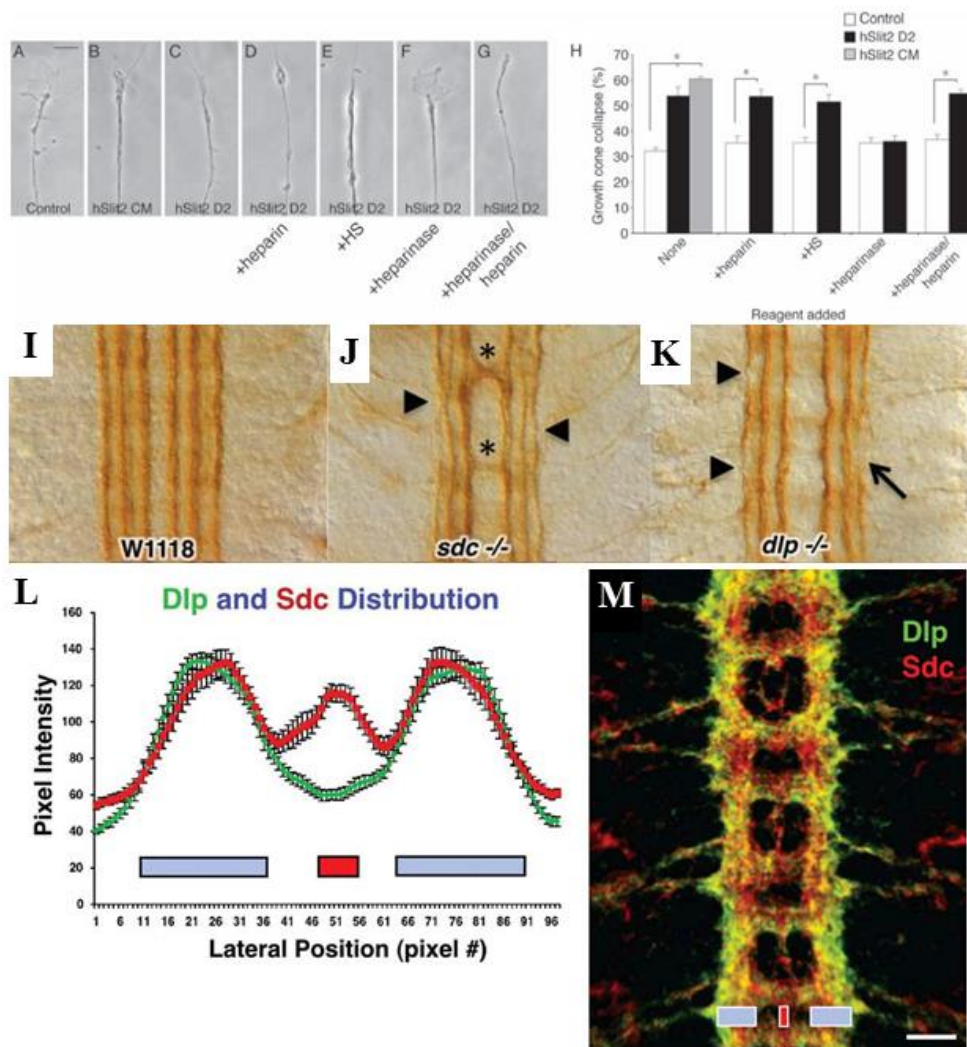 A B C D E F G
Control hSlit2 CM hSlit2 D2 hSlit2 D2 hSlit2 D2 hSlit2 D2 hSlit2 D2
+heparin
+HS
+heparinase
+heparinase/
heparin
H
Control
hSlit2 D2
hSlit2 CM
Growth cone collapse (%)
70
60
50
40
30
20
10
0
* * * *
None
+heparin
+HS
+heparinase
+heparinase/
heparin
Reagent added
I J K
* *
W1118 sdc -/- dlp -/-
L
Dlp and Sdc Distribution
Pixel Intensity
160
140
120
100
80
60
40
20
0
1 6 11 16 21 26 31 36 41 46 51 56 61 66 71 76 81 86 91 96
Lateral Position (pixel #)
M
Dlp
Sdc